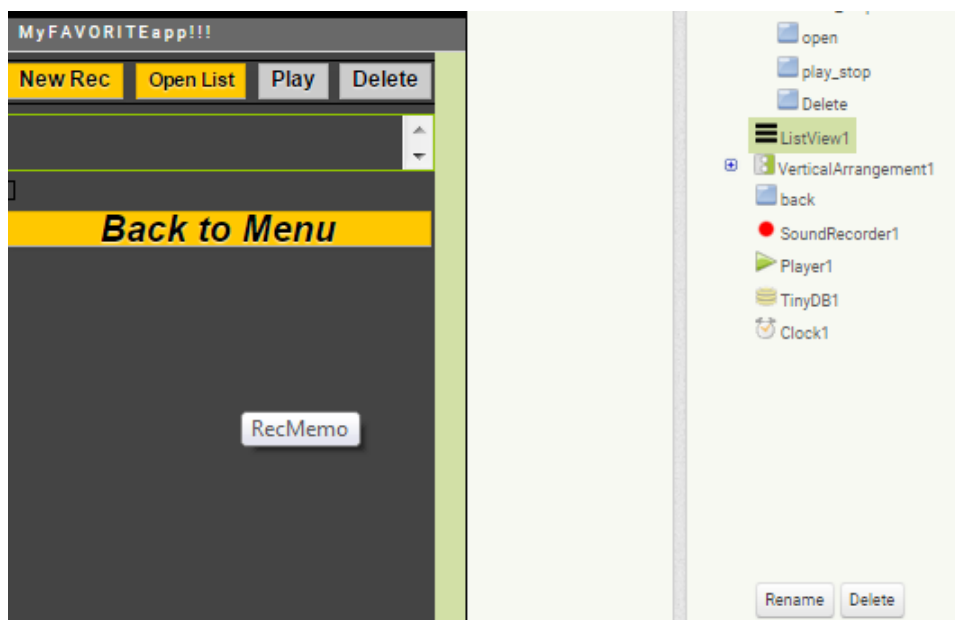 MyFAVORITEapp!!!
New Rec Open List Play Delete
Back to Menu
RecMemo
open
play_stop
Delete
ListView1
VerticalArrangement1
back
SoundRecorder1
Player1
TinyDB1
Clock1
Rename Delete